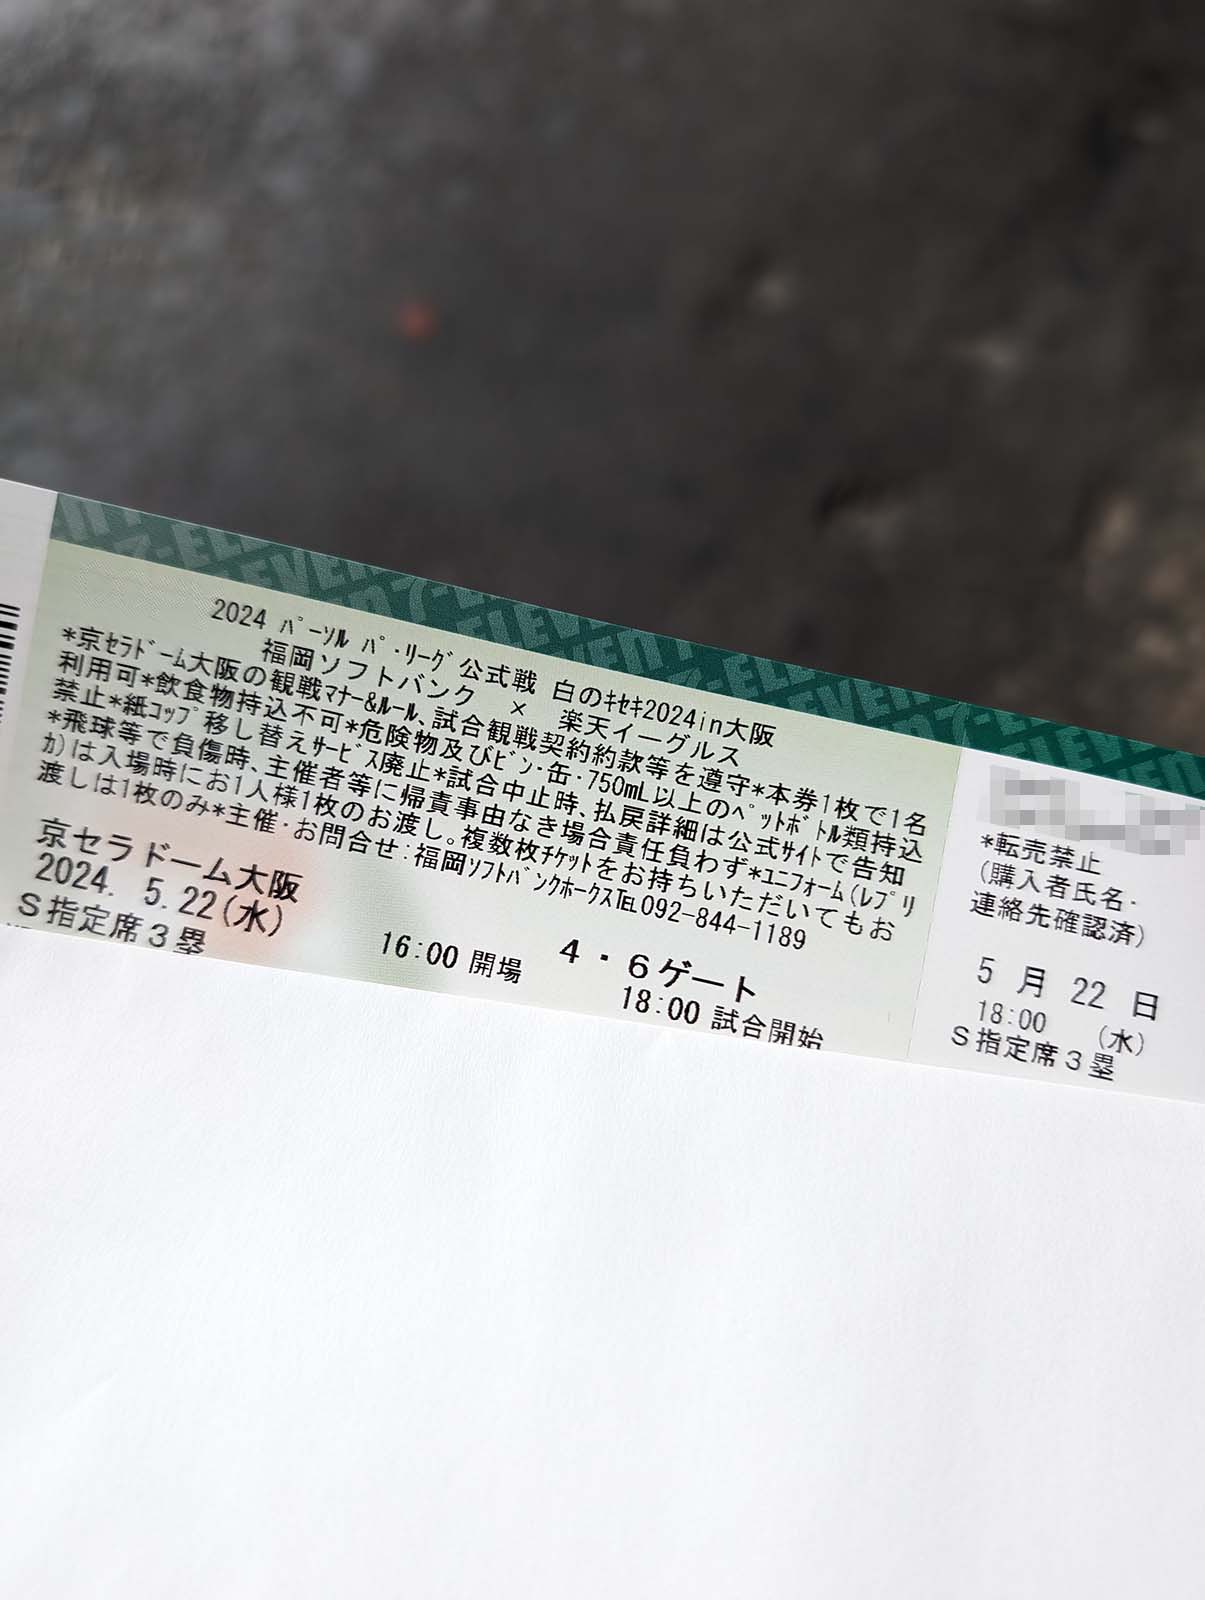 7-ELEVEN 7-ELEVEN 7-ELEVEN 7-ELEVEN
2024 ﾊﾟｰｿﾙ ﾊﾟ･ﾘｰｸﾞ公式戦 白のｷｾｷ2024in大阪
福岡ソフトバンク × 楽天イーグルス
*京ｾﾗﾄﾞｰﾑ大阪の観戦ﾏﾅｰ&ﾙｰﾙ、試合観戦契約約款等を遵守*本券1枚で1名
利用可*飲食物持込不可*危険物及びﾋﾞﾝ･缶･750mL以上のﾍﾟｯﾄﾎﾞﾄﾙ類持込
禁止*紙ｺｯﾌﾟ移し替えｻｰﾋﾞｽ廃止*試合中止時、払戻詳細は公式ｻｲﾄで告知
*飛球等で負傷時、主催者等に帰責事由なき場合責任負わず*ﾕﾆﾌｫｰﾑ(ﾚﾌﾟﾘ
ｶ)は入場時にお1人様1枚のお渡し。複数枚ﾁｹｯﾄをお持ちいただいてもお
渡しは1枚のみ*主催･お問合せ:福岡ｿﾌﾄﾊﾞﾝｸﾎｰｸｽ℡092-844-1189
京セラドーム大阪
2024. 5.22(水)
S指定席3塁
16:00 開場
4・6ゲート
18:00 試合開始
*転売禁止
(購入者氏名･
連絡先確認済)
5 月 22 日
18:00 (水)
S指定席3塁